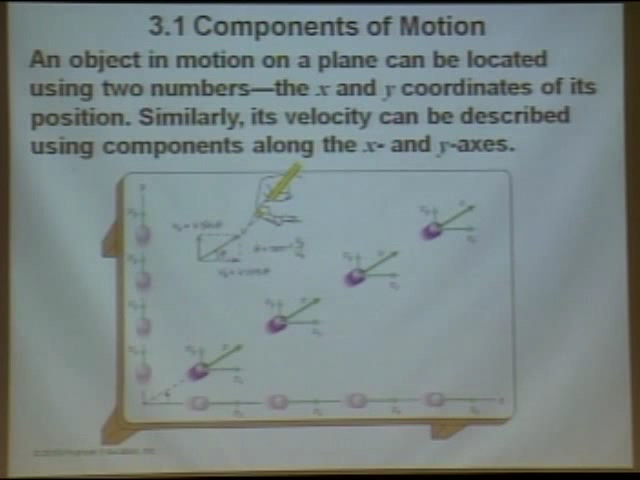 3.1 Components of Motion
An object in motion on a plane can be located
using two numbers—the x and y coordinates of its
position. Similarly, its velocity can be described
using components along the x- and y-axes.